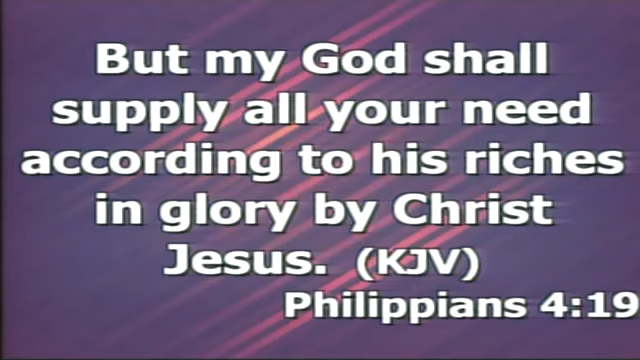 But my God shall
supply all your need
according to his riches
in glory by Christ
Jesus. (KJV)
Philippians 4:19